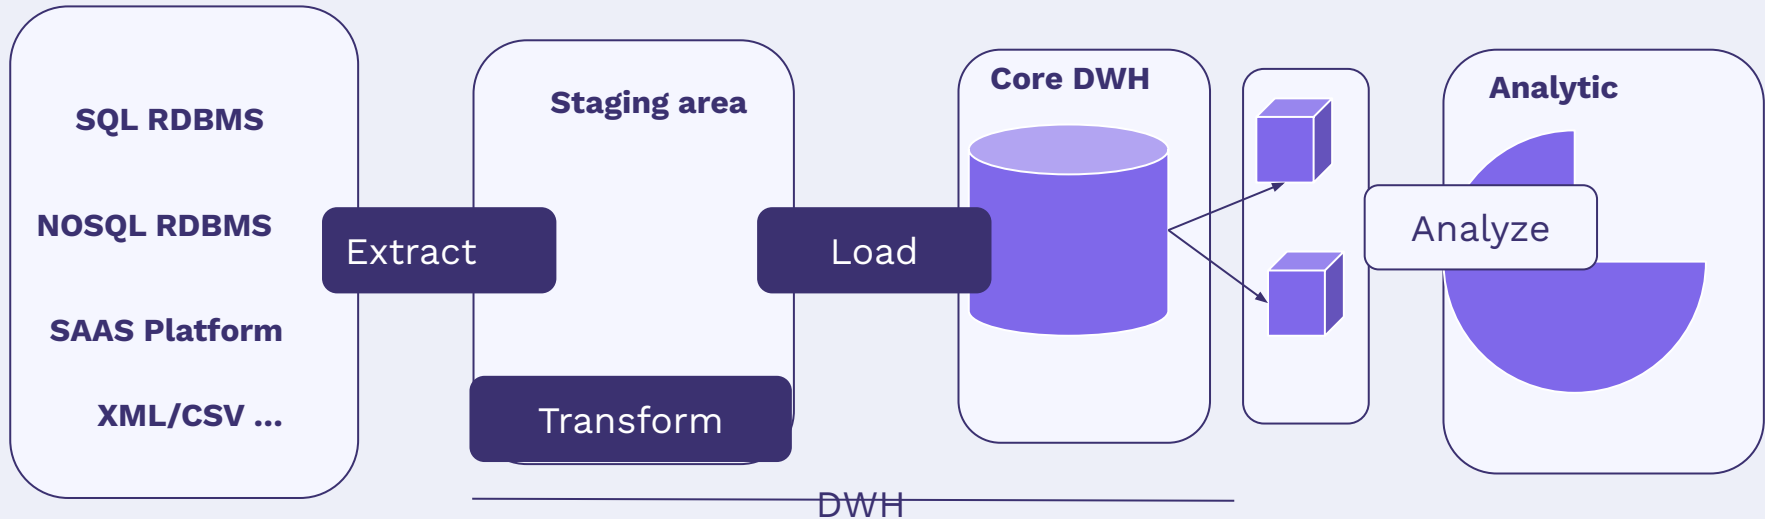 SQL RDBMS
NOSQL RDBMS
SAAS Platform
XML/CSV ...
Extract
Staging area
Transform
Load
Core DWH
Analyze
Analytic
DWH